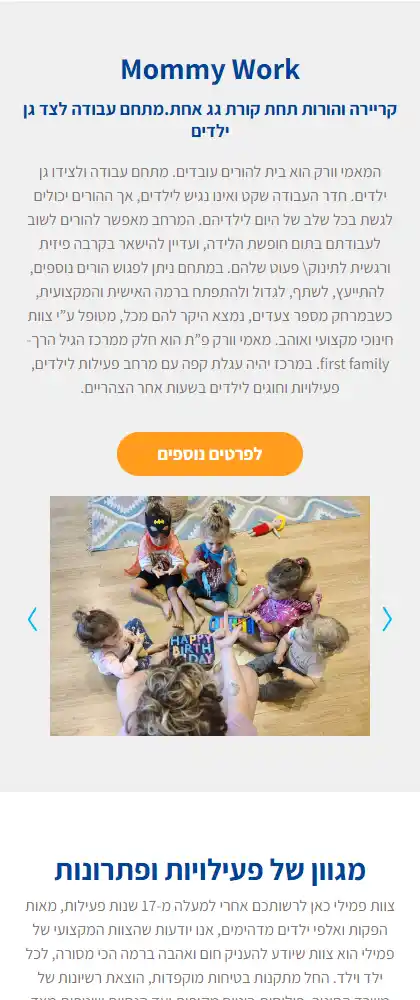 Mommy Work
קריירה והורות תחת קורת גג אחת.מתחם עבודה לצד גן
ילדים
המאמי וורק הוא בית להורים עובדים. מתחם עבודה ולצידו גן
ילדים. חדר העבודה שקט ואינו נגיש לילדים, אך ההורים יכולים
לגשת בכל שלב של היום לילדיהם. המרחב מאפשר להורים לשוב
לעבודתם בתום חופשת הלידה, ועדיין להישאר בקרבה פיזית
ורגשית לתינוק\ פעוט שלהם. במתחם ניתן לפגוש הורים נוספים,
להתייעץ, לשתף, לגדול ולהתפתח ברמה האישית והמקצועית,
כשבמרחק מספר צעדים, נמצא היקר להם מכל, מטופל ע"י צוות
חינוכי מקצועי ואוהב. מאמי וורק פ"ת הוא חלק ממרכז הגיל הרך-
first family. במרכז יהיה עגלת קפה עם מרחב פעילות לילדים,
פעילויות וחוגים לילדים בשעות אחר הצהריים.
לפרטים נוספים
HAPPY
BIRTH
DAY
מגוון של פעילויות ופתרונות
צוות פמילי כאן לרשותכם אחרי למעלה מ-17 שנות פעילות, מאות
הפקות ואלפי ילדים מדהימים, אנו יודעות שהצוות המקצועי של
פמילי הוא צוות שיודע להעניק חום ואהבה ברמה הכי מסורה, לכל
ילד וילד. החל מתקנות בטיחות מוקפדות, הוצאת רשיונות של